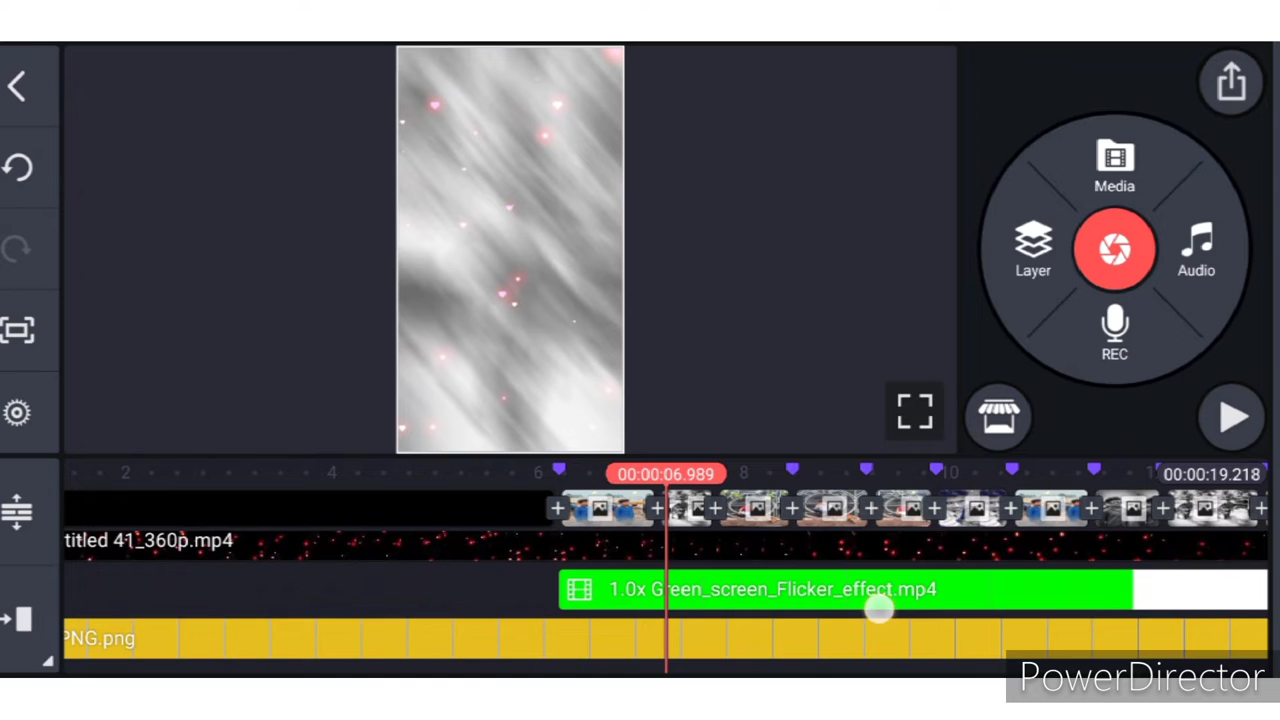 Media
Layer
Audio
REC
2
4
6
00:00:06.989
8
10
1
00:00:19.218
titled 41_360p.mp4
1.0x Green_screen_Flicker_effect.mp4
PNG.png
PowerDirector